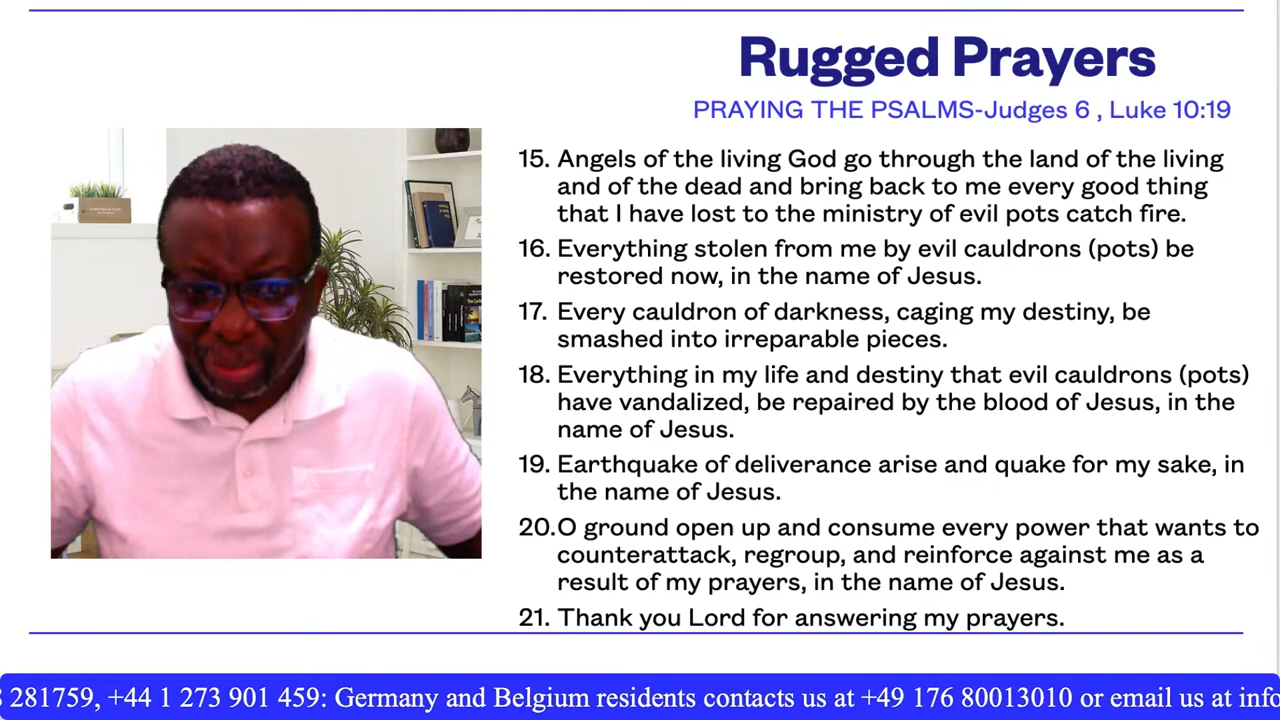 Rugged Prayers
PRAYING THE PSALMS-Judges 6 , Luke 10:19
15. Angels of the living God go through the land of the living
and of the dead and bring back to me every good thing
that I have lost to the ministry of evil pots catch fire.
16. Everything stolen from me by evil cauldrons (pots) be
restored now, in the name of Jesus.
17. Every cauldron of darkness, caging my destiny, be
smashed into irreparable pieces.
18. Everything in my life and destiny that evil cauldrons (pots)
have vandalized, be repaired by the blood of Jesus, in the
name of Jesus.
19. Earthquake of deliverance arise and quake for my sake, in
the name of Jesus.
20.O ground open up and consume every power that wants to
counterattack, regroup, and reinforce against me as a
result of my prayers, in the name of Jesus.
21. Thank you Lord for answering my prayers.
281759, +44 1 273 901 459: Germany and Belgium residents contacts us at +49 176 80013010 or email us at info